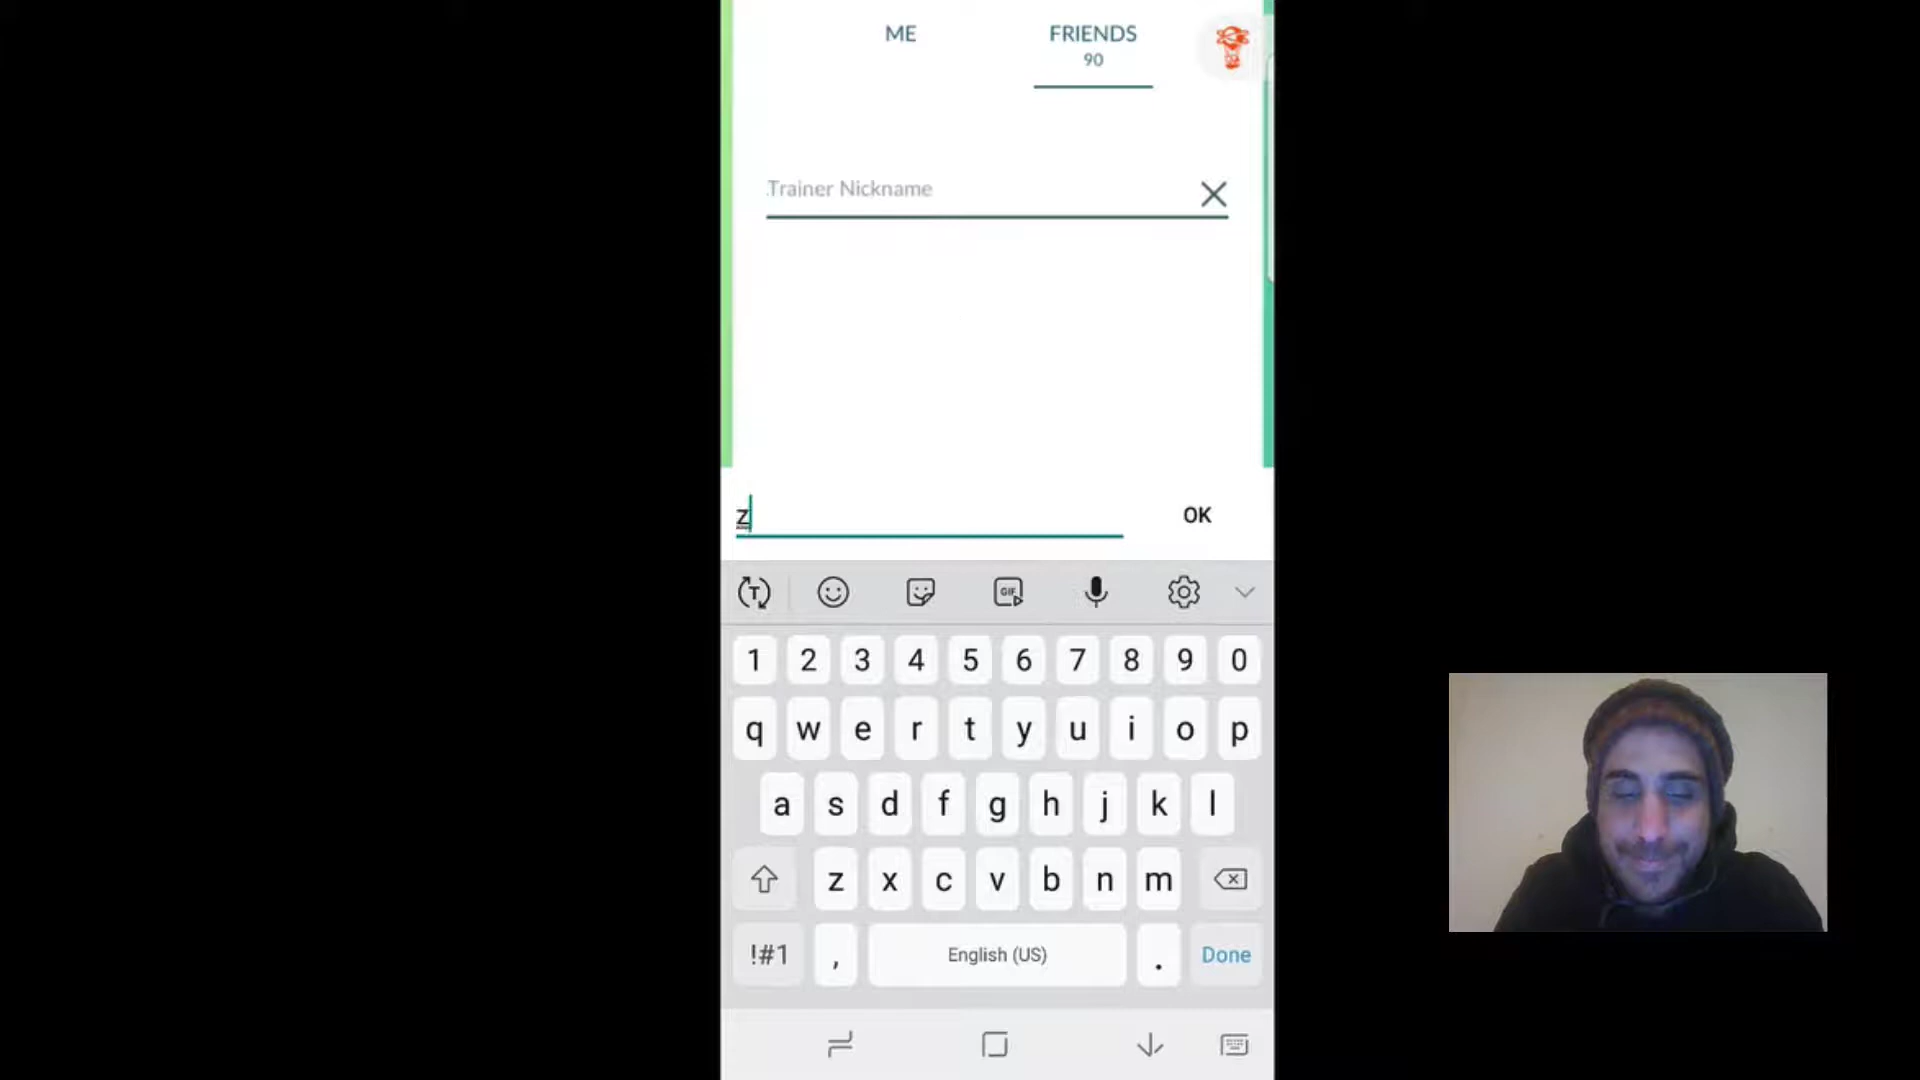 ME FRIENDS
90
Trainer Nickname
z OK
T GIF
1 2 3 4 5 6 7 8 9 0
q w e r t y u i o p
a s d f g h j k l
z x c v b n m
!#1 , English (US) . Done